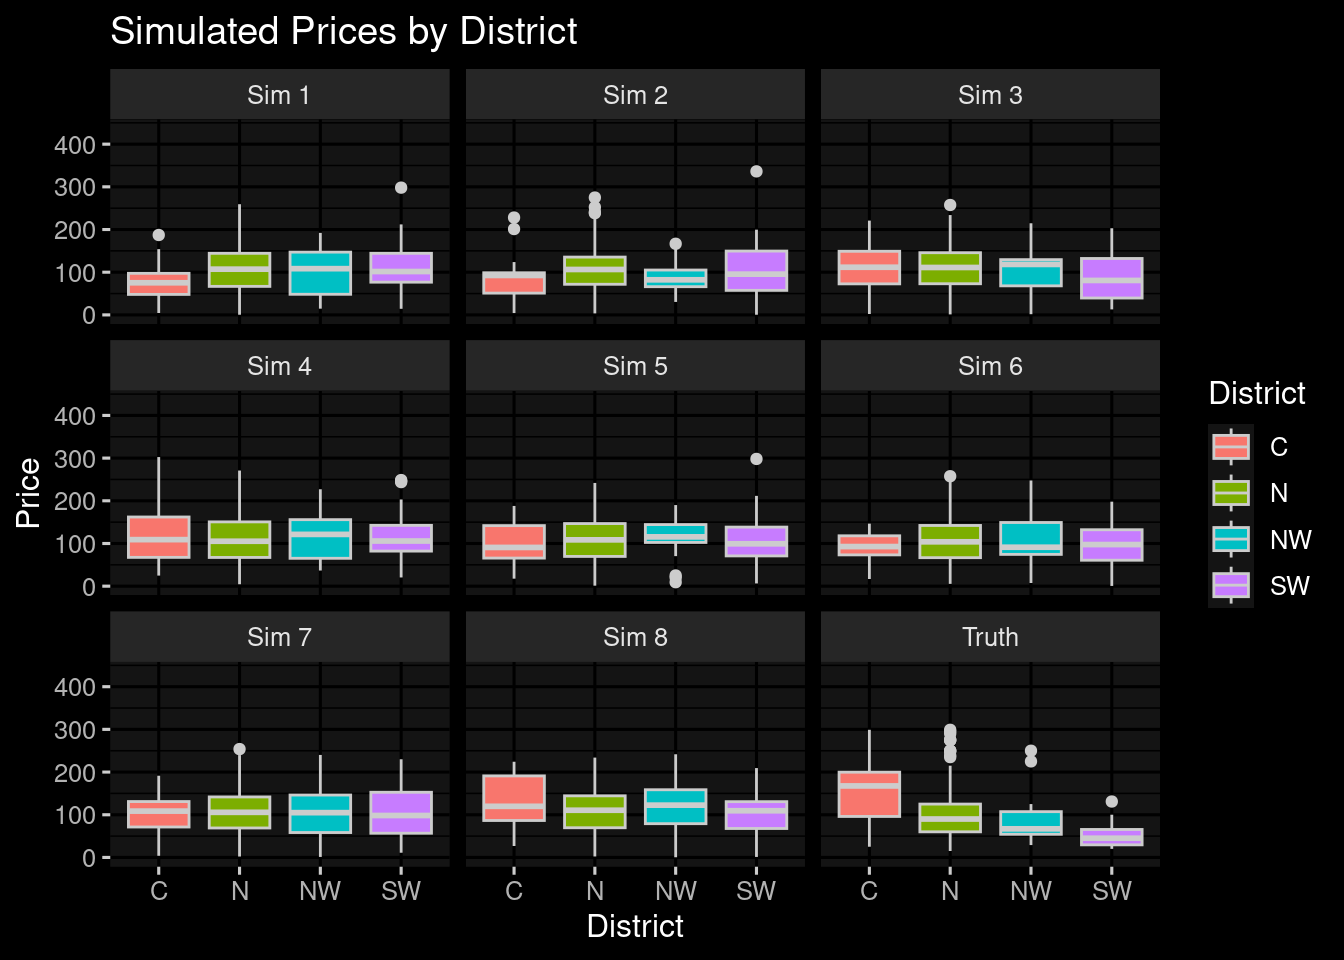 Simulated Prices by District
Sim 1 Sim 2 Sim 3
400
300
200
100
0
Sim 4 Sim 5 Sim 6
400
300
200
100
0
Sim 7 Sim 8 Truth
400
300
200
100
0
C N NW SW C N NW SW C N NW SW
District
Price
District
C
N
NW
SW